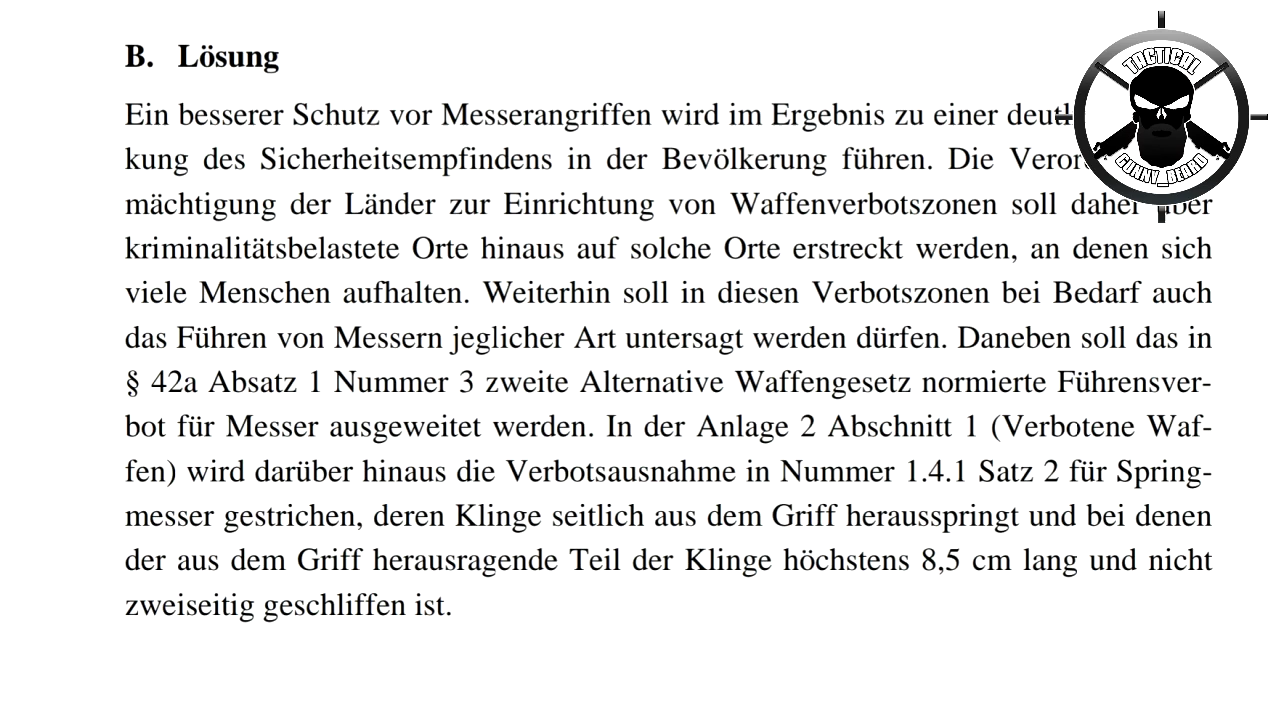 B. Lösung
Ein besserer Schutz vor Messerangriffen wird im Ergebnis zu einer
kung des Sicherheitsempfindens in der Bevölkerung führen. Die
mächtigung der Länder zur Einrichtung von Waffenverbotszonen soll daher über
kriminalitätsbelastete Orte hinaus auf solche Orte erstreckt werden, an denen sich
viele Menschen aufhalten. Weiterhin soll in diesen Verbotszonen bei Bedarf auch
das Führen von Messern jeglicher Art untersagt werden dürfen. Daneben soll das in
§ 42a Absatz 1 Nummer 3 zweite Alternative Waffengesetz normierte Führensver-
bot für Messer ausgeweitet werden. In der Anlage 2 Abschnitt 1 (Verbotene Waf-
fen) wird darüber hinaus die Verbotsausnahme in Nummer 1.4.1 Satz 2 für Spring-
messer gestrichen, deren Klinge seitlich aus dem Griff herausspringt und bei denen
der aus dem Griff herausragende Teil der Klinge höchstens 8,5 cm lang und nicht
zweiseitig geschliffen ist.
TACTICAL
GUNNY_BEARD